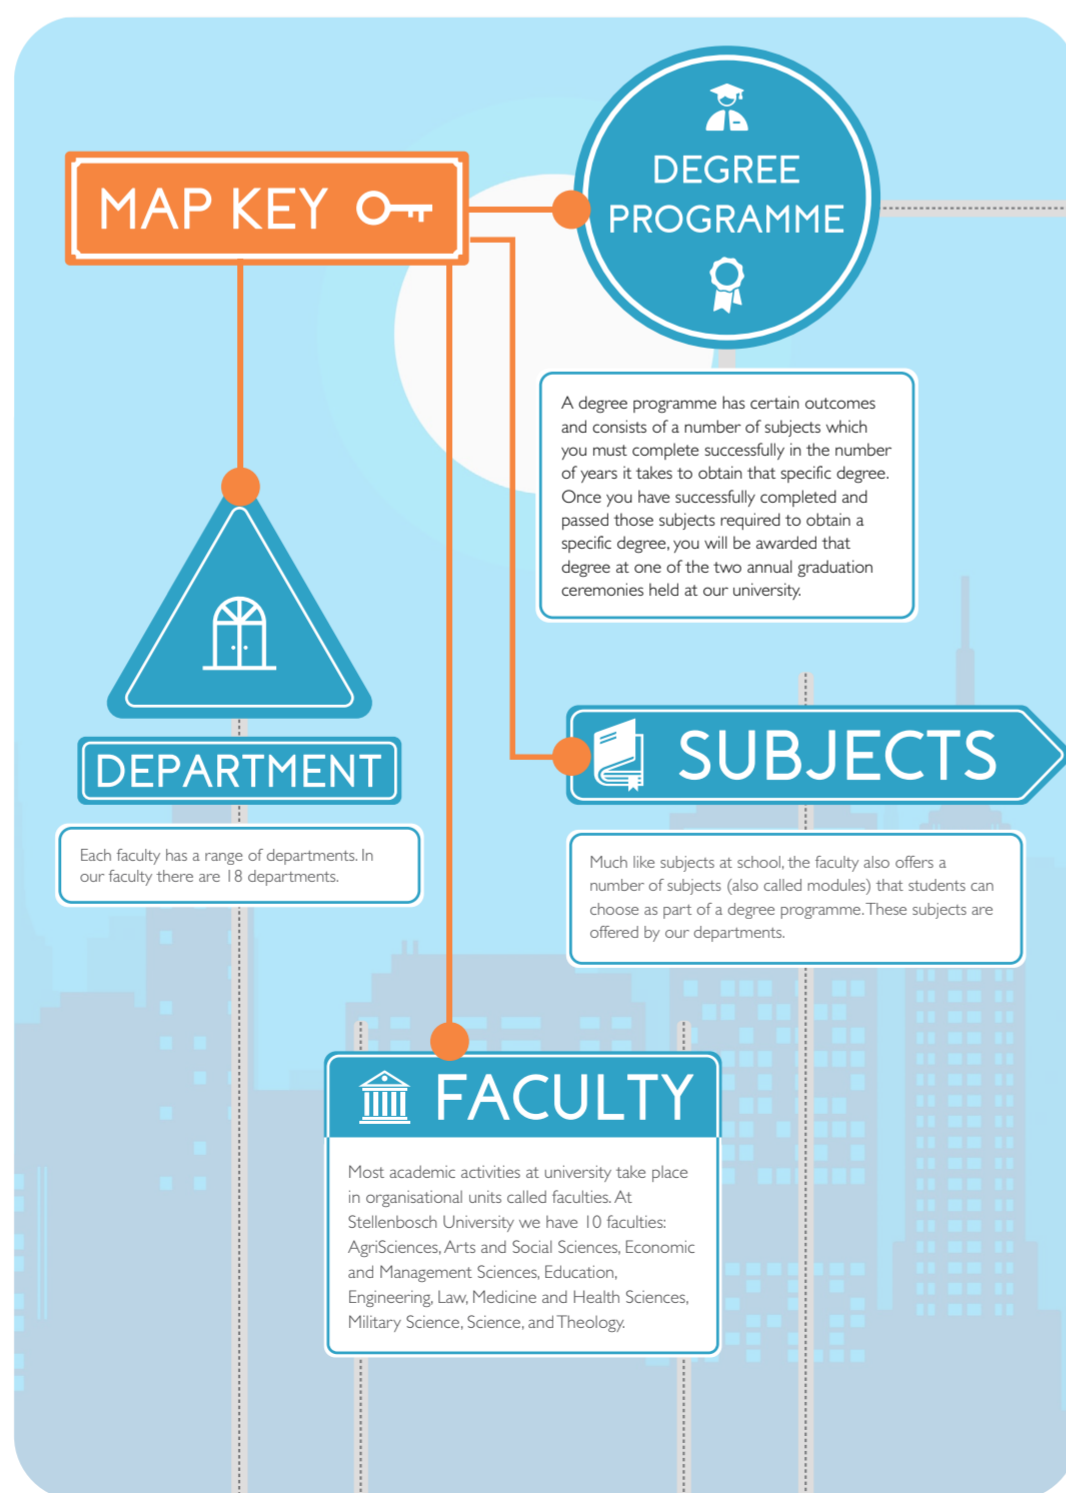 MAP KEY
DEGREE
PROGRAMME
A degree programme has certain outcomes
and consists of a number of subjects which
you must complete successfully in the number
of years it takes to obtain that specific degree.
Once you have successfully completed and
passed those subjects required to obtain a
specific degree, you will be awarded that
degree at one of the two annual graduation
ceremonies held at our university.
DEPARTMENT
Each faculty has a range of departments. In
our faculty there are 18 departments.
SUBJECTS
Much like subjects at school, the faculty also offers a
number of subjects (also called modules) that students can
choose as part of a degree programme. These subjects are
offered by our departments.
FACULTY
Most academic activities at university take place
in organisational units called faculties. At
Stellenbosch University we have 10 faculties:
AgriSciences, Arts and Social Sciences, Economic
and Management Sciences, Education,
Engineering, Law, Medicine and Health Sciences,
Military Science, Science, and Theology.